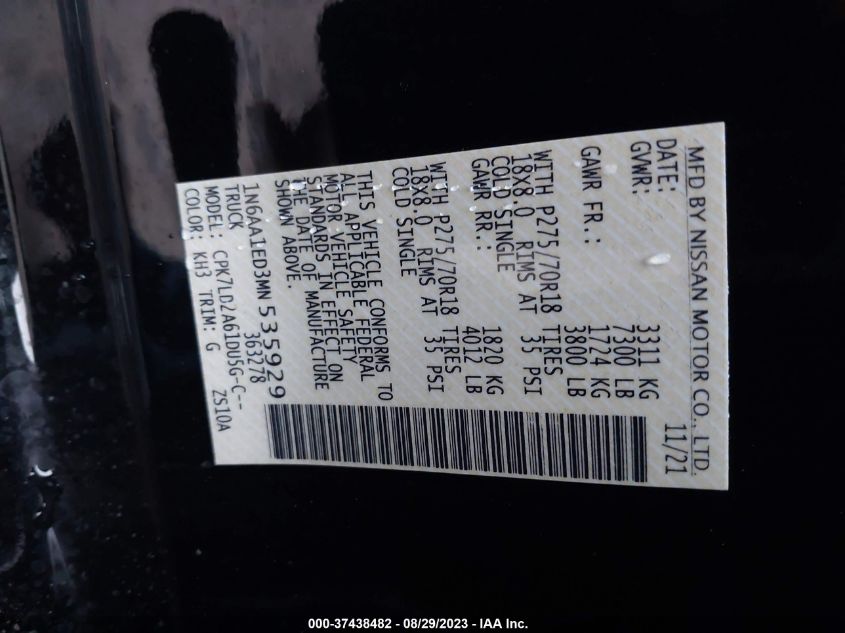 MFD BY NISSAN MOTOR CO., LTD.
DATE: 11/21
GVWR: 3311 KG
7300 LB
GAWR FR.: 1724 KG
3800 LB
WITH P275/70R18 TIRES
18X8.0 RIMS AT 35 PSI
COLD SINGLE
GAWR RR.: 1820 KG
4012 LB
WITH P275/70R18 TIRES
18X8.0 RIMS AT 35 PSI
COLD SINGLE
THIS VEHICLE CONFORMS TO
ALL APPLICABLE FEDERAL
MOTOR VEHICLE SAFETY
STANDARDS IN EFFECT ON
THE DATE OF MANUFACTURE
SHOWN ABOVE.
1N6AA1ED3MN535929
TRUCK 363278
MODEL: CPK7LD2A61DU5G-C--
COLOR: KH3 TRIM: G ZS10A
000-37438482 - 08/29/2023 - IAA Inc.